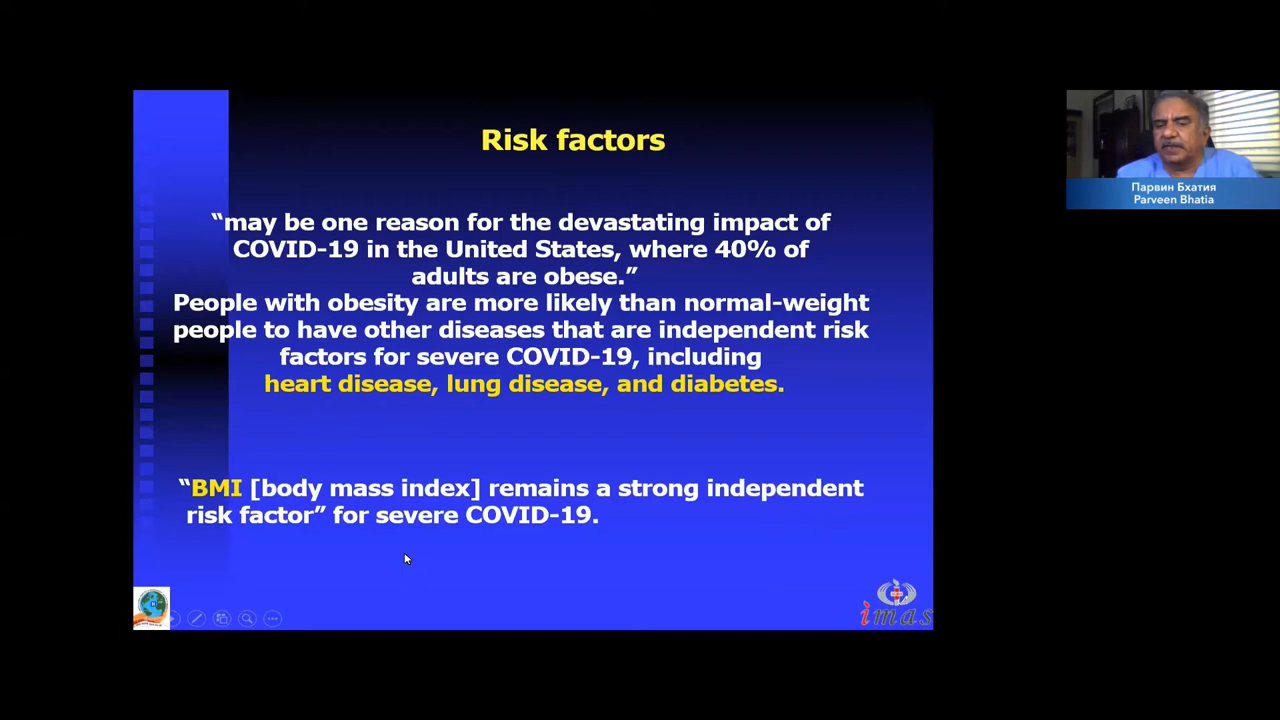 Risk factors
“may be one reason for the devastating impact of
COVID-19 in the United States, where 40% of
adults are obese.”
People with obesity are more likely than normal-weight
people to have other diseases that are independent risk
factors for severe COVID-19, including
heart disease, lung disease, and diabetes.
“BMI [body mass index] remains a strong independent
risk factor” for severe COVID-19.
imas
Парвин Бхатия
Parveen Bhatia